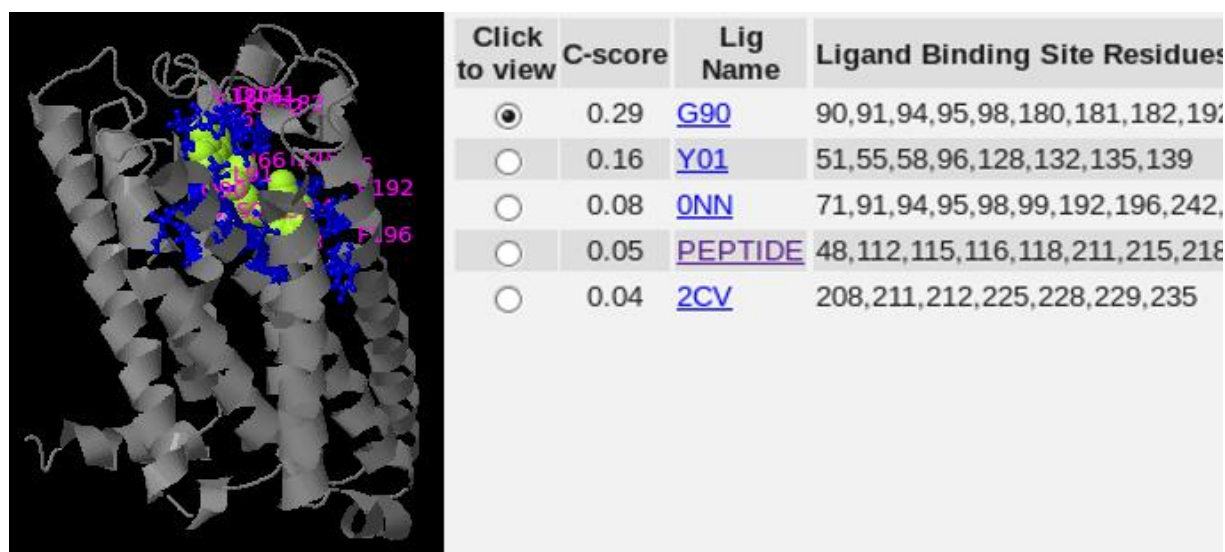 Click to view C-score Lig Name Ligand Binding Site Residues
0.29 G90 90,91,94,95,98,180,181,182,192
0.16 Y01 51,55,58,96,128,132,135,139
0.08 0NN 71,91,94,95,98,99,192,196,242,
0.05 PEPTIDE 48,112,115,116,118,211,215,218
0.04 2CV 208,211,212,225,228,229,235
192